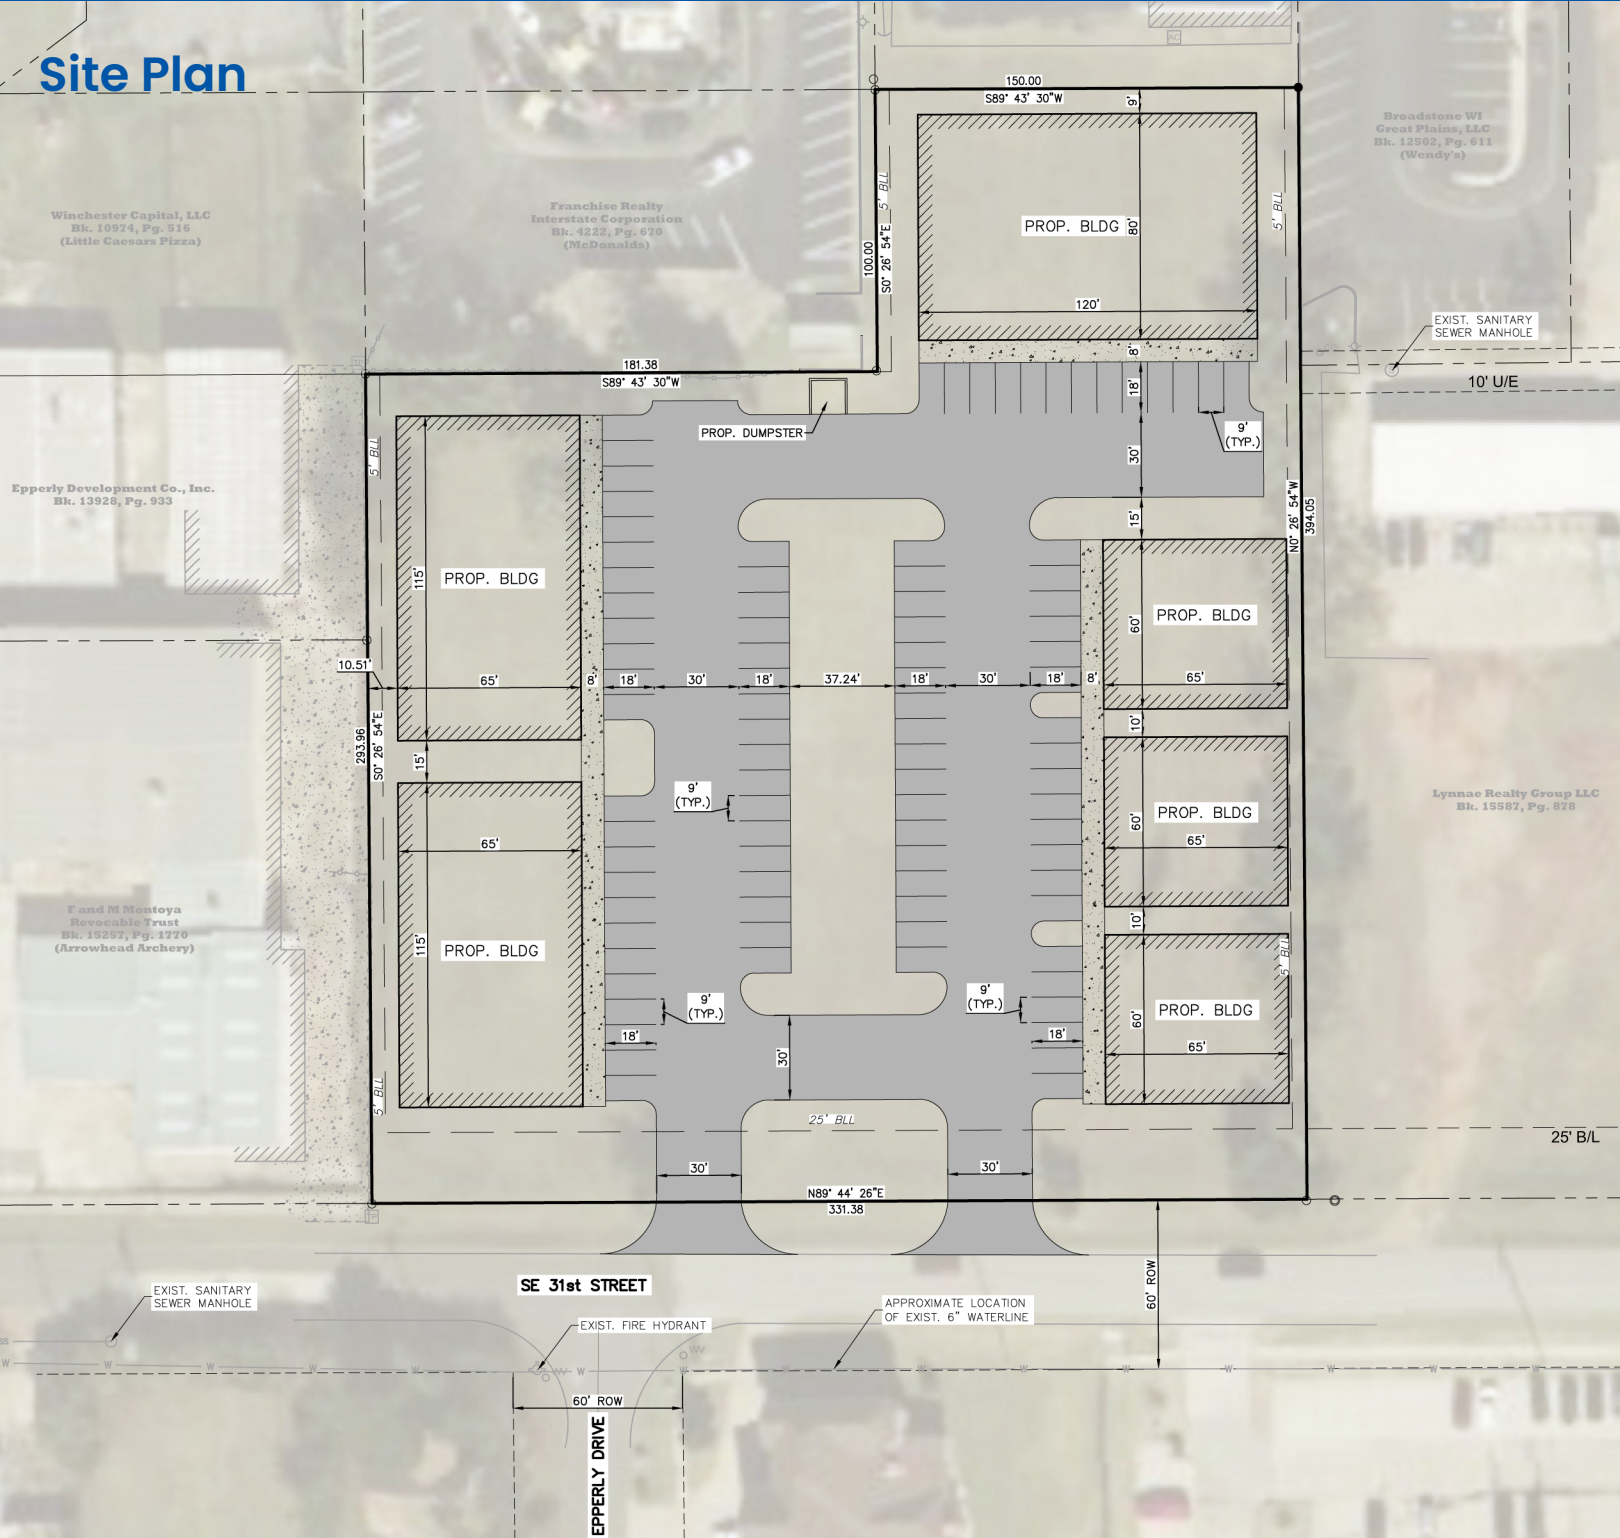 Site Plan
150.00
S89° 43' 30"W
9'
AC
Broadstone WI
Great Plains, LLC
Bk. 12502, Pg. 611
(Wendy's)
Winchester Capital, LLC
Bk. 10974, Pg. 516
(Little Caesars Pizza)
Franchise Realty
Interstate Corporation
Bk. 4222, Pg. 670
(McDonalds)
5' BLL
5' BLL
100.00
S0° 26' 54"E
PROP. BLDG
80'
120'
EXIST. SANITARY
SEWER MANHOLE
8'
181.38
S89° 43' 30"W
18'
10' U/E
PROP. DUMPSTER
9'
(TYP.)
30'
5' BLL
Epperly Development Co., Inc.
Bk. 13928, Pg. 933
15'
N0° 26' 54"W
394.05
115'
PROP. BLDG
PROP. BLDG
60'
10.51'
65'
8'
18'
30'
18'
37.24'
18'
30'
18'
8'
65'
293.96
S0° 26' 54"E
15'
10'
9'
(TYP.)
PROP. BLDG
60'
65'
Lynnae Realty Group LLC
Bk. 15587, Pg. 878
65'
F and M Montoya
Revocable Trust
Bk. 15257, Pg. 1770
(Arrowhead Archery)
115'
PROP. BLDG
10'
5' BLL
9'
(TYP.)
9'
(TYP.)
PROP. BLDG
60'
65'
18'
18'
30'
5' BLL
25' BLL
25' B/L
30'
30'
N89° 44' 26"E
331.38
TP
SE 31st STREET
60' ROW
EXIST. SANITARY
SEWER MANHOLE
EXIST. FIRE HYDRANT
APPROXIMATE LOCATION
OF EXIST. 6" WATERLINE
SS
WV
W W W W W W W W W W W W W W W
60' ROW
EPPERLY DRIVE